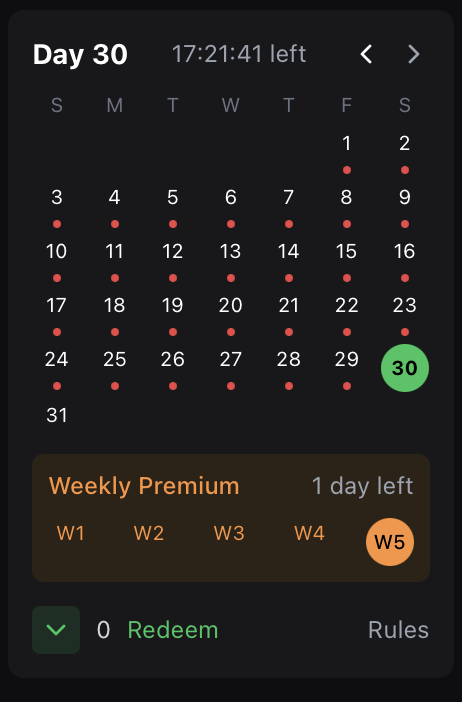 Day 30 17:21:41 left
S M T W T F S
1 2
3 4 5 6 7 8 9
10 11 12 13 14 15 16
17 18 19 20 21 22 23
24 25 26 27 28 29 30
31
Weekly Premium 1 day left
W1 W2 W3 W4 W5
0 Redeem Rules